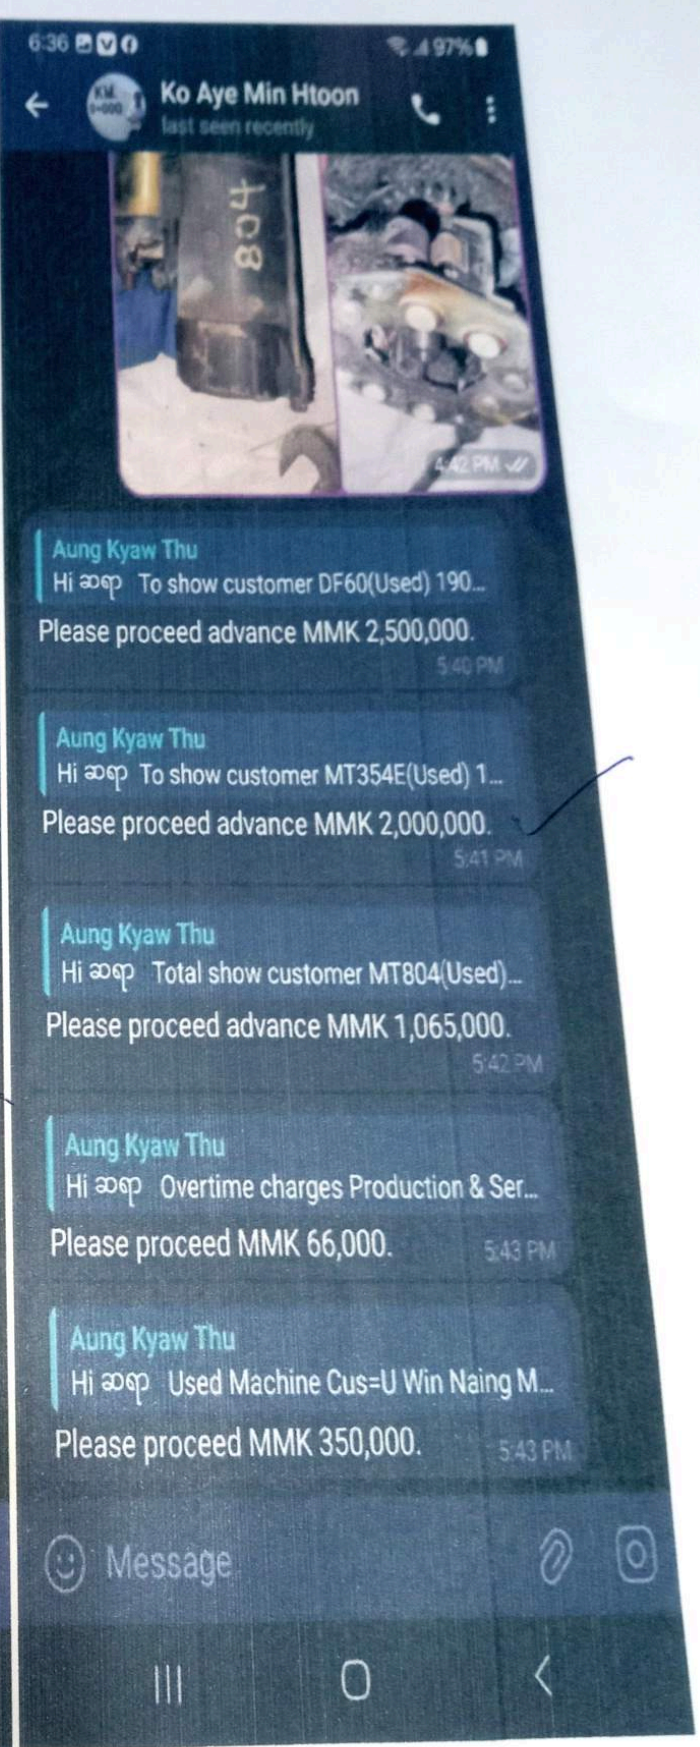 6:36
97%
Ko Aye Min Htoon
last seen recently
804
4:42 PM
Aung Kyaw Thu
Hi ဆရာ To show customer DF60(Used) 190...
Please proceed advance MMK 2,500,000.
5:40 PM
Aung Kyaw Thu
Hi ဆရာ To show customer MT354E(Used) 1...
Please proceed advance MMK 2,000,000.
5:41 PM
Aung Kyaw Thu
Hi ဆရာ Total show customer MT804(Used)...
Please proceed advance MMK 1,065,000.
5:42 PM
Aung Kyaw Thu
Hi ဆရာ Overtime charges Production & Ser...
Please proceed MMK 66,000. 5:43 PM
Aung Kyaw Thu
Hi ဆရာ Used Machine Cus=U Win Naing M...
Please proceed MMK 350,000. 5:43 PM
Message